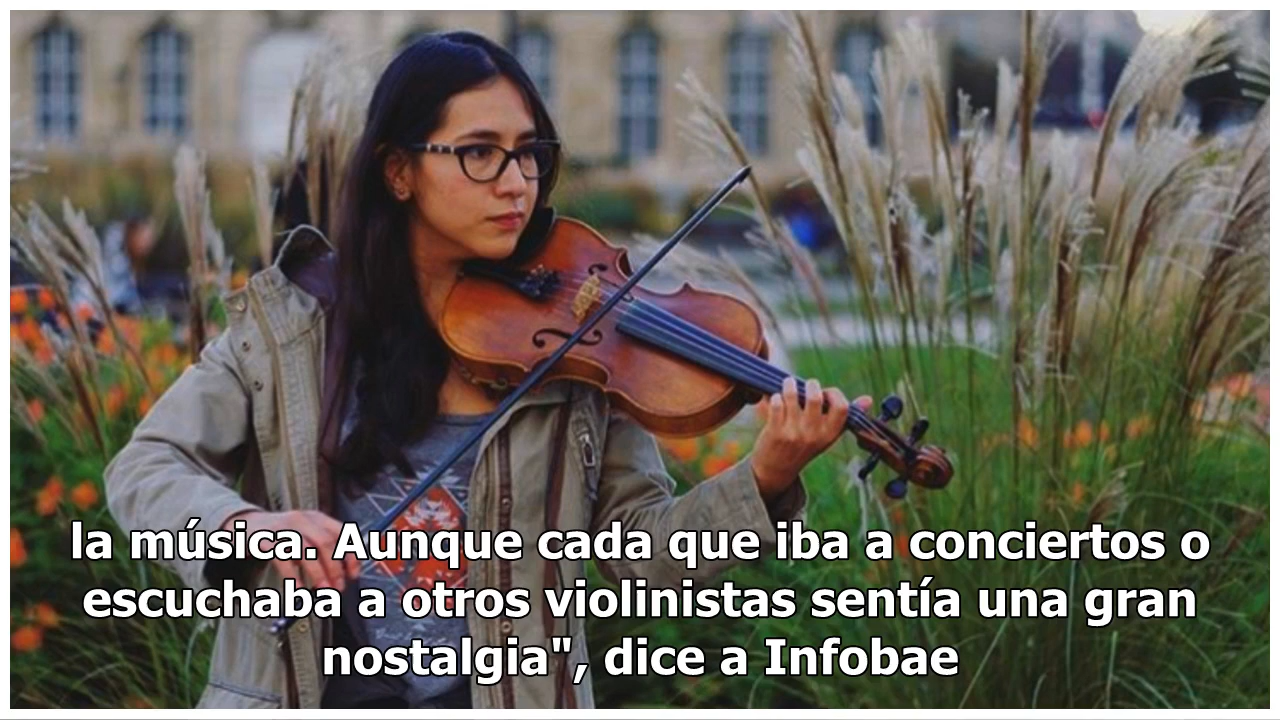 la música. Aunque cada que iba a conciertos o
escuchaba a otros violinistas sentía una gran
nostalgia", dice a Infobae